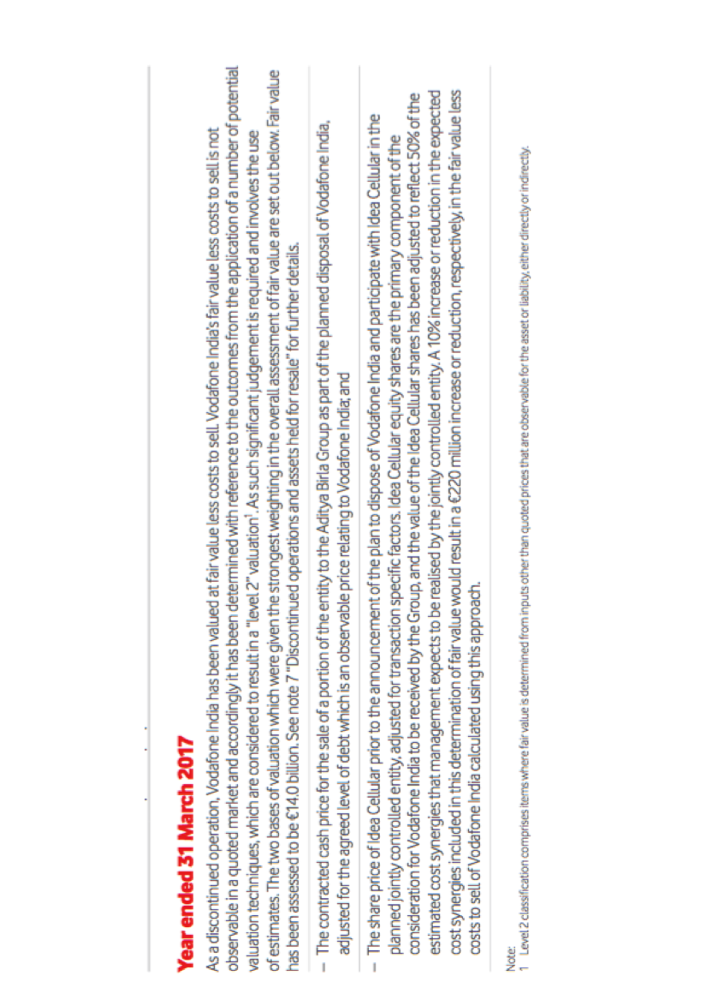 Year ended 31 March 2017
As a discontinued operation, Vodafone India has been valued at fair value less costs to sell. Vodafone India's fair value less costs to sell is not
observable in a quoted market and accordingly it has been determined with reference to the outcomes from the application of a number of potential
valuation techniques, which are considered to result in a "level 2" valuation¹. As such significant judgement is required and involves the use
of estimates. The two bases of valuation which were given the strongest weighting in the overall assessment of fair value are set out below. Fair value
has been assessed to be €14.0 billion. See note 7 "Discontinued operations and assets held for resale" for further details.
– The contracted cash price for the sale of a portion of the entity to the Aditya Birla Group as part of the planned disposal of Vodafone India,
adjusted for the agreed level of debt which is an observable price relating to Vodafone India; and
– The share price of Idea Cellular prior to the announcement of the plan to dispose of Vodafone India and participate with Idea Cellular in the
planned jointly controlled entity, adjusted for transaction specific factors. Idea Cellular equity shares are the primary component of the
consideration for Vodafone India to be received by the Group, and the value of the Idea Cellular shares has been adjusted to reflect 50% of the
estimated cost synergies that management expects to be realised by the jointly controlled entity. A 10% increase or reduction in the expected
cost synergies included in this determination of fair value would result in a €220 million increase or reduction, respectively, in the fair value less
costs to sell of Vodafone India calculated using this approach.
Note:
1 Level 2 classification comprises items where fair value is determined from inputs other than quoted prices that are observable for the asset or liability, either directly or indirectly.